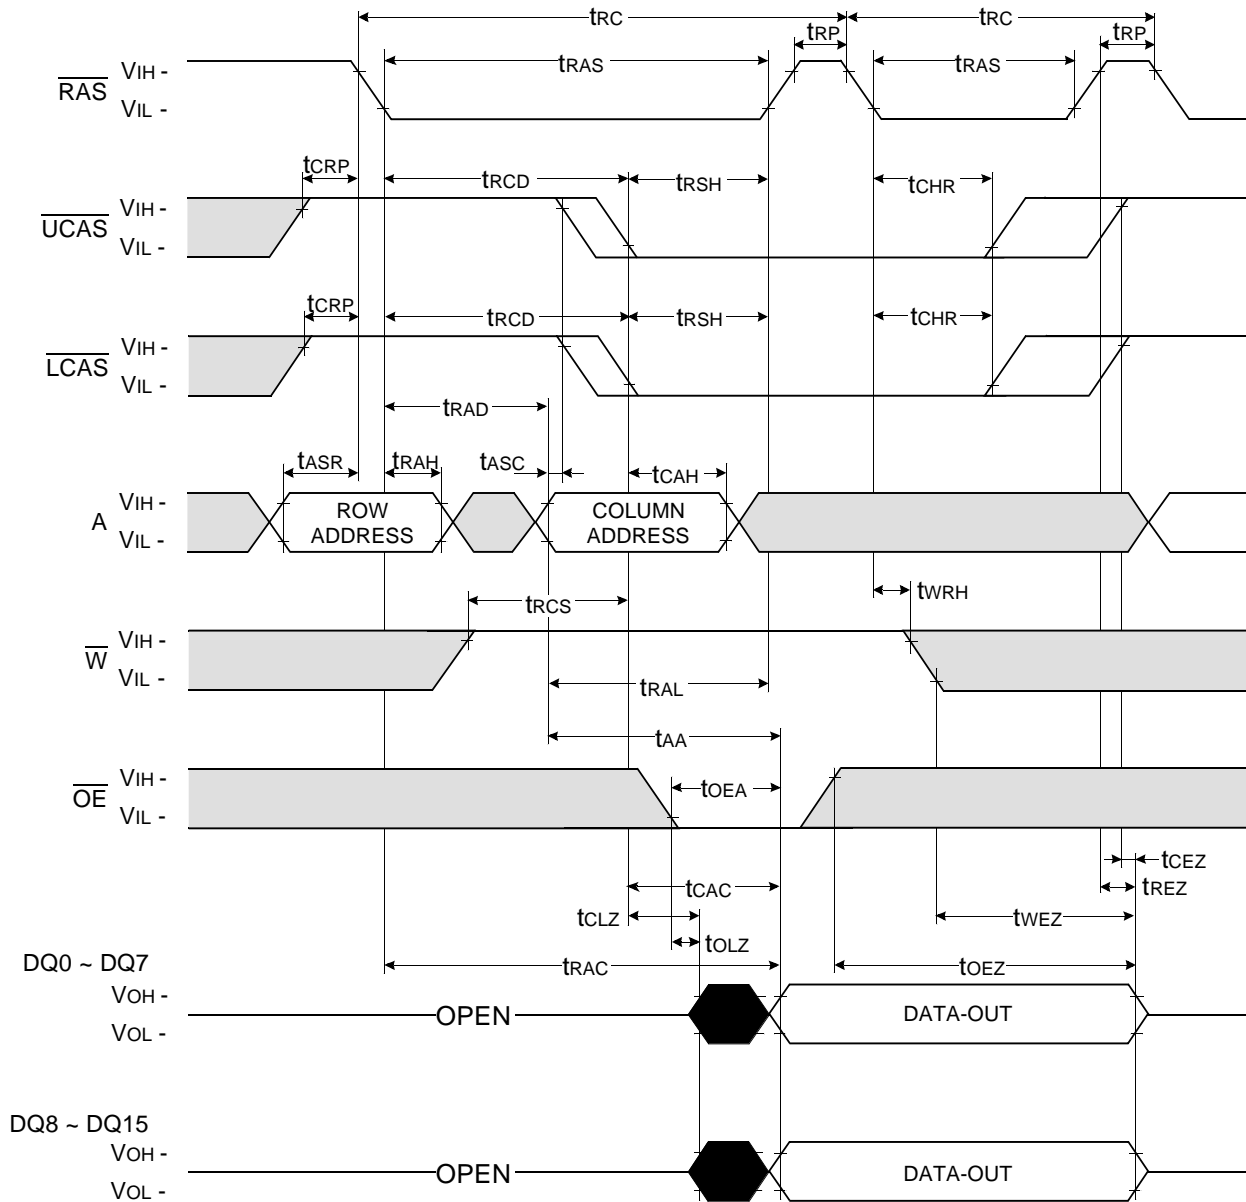 tRC tRC
tRP tRP
tRAS tRAS
RAS VIH -
VIL -
tCRP tRCD tRSH tCHR
UCAS VIH -
VIL -
tCRP tRCD tRSH tCHR
LCAS VIH -
VIL -
tRAD
tASR tRAH tASC tCAH
A VIH -
VIL -
ROW
ADDRESS
COLUMN
ADDRESS
tRCS tWRH
W VIH -
VIL -
tRAL
tAA
OE VIH -
VIL -
tOEA
tCEZ
tCAC tREZ
tCLZ tWEZ
tOLZ
DQ0 ~ DQ7 tRAC tOEZ
VOH -
VOL -
OPEN DATA-OUT
DQ8 ~ DQ15
VOH -
VOL -
OPEN DATA-OUT